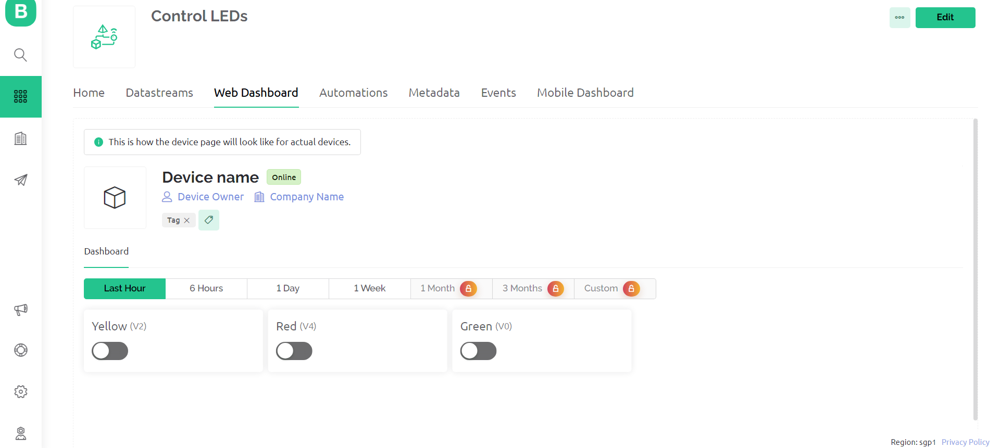 B
Control LEDs
Edit
Home Datastreams Web Dashboard Automations Metadata Events Mobile Dashboard
This is how the device page will look like for actual devices.
Device name Online
Device Owner Company Name
Tag
Dashboard
Last Hour 6 Hours 1 Day 1 Week 1 Month 3 Months Custom
Yellow (V2) Red (V4) Green (V0)
Region: sgp1 Privacy Policy